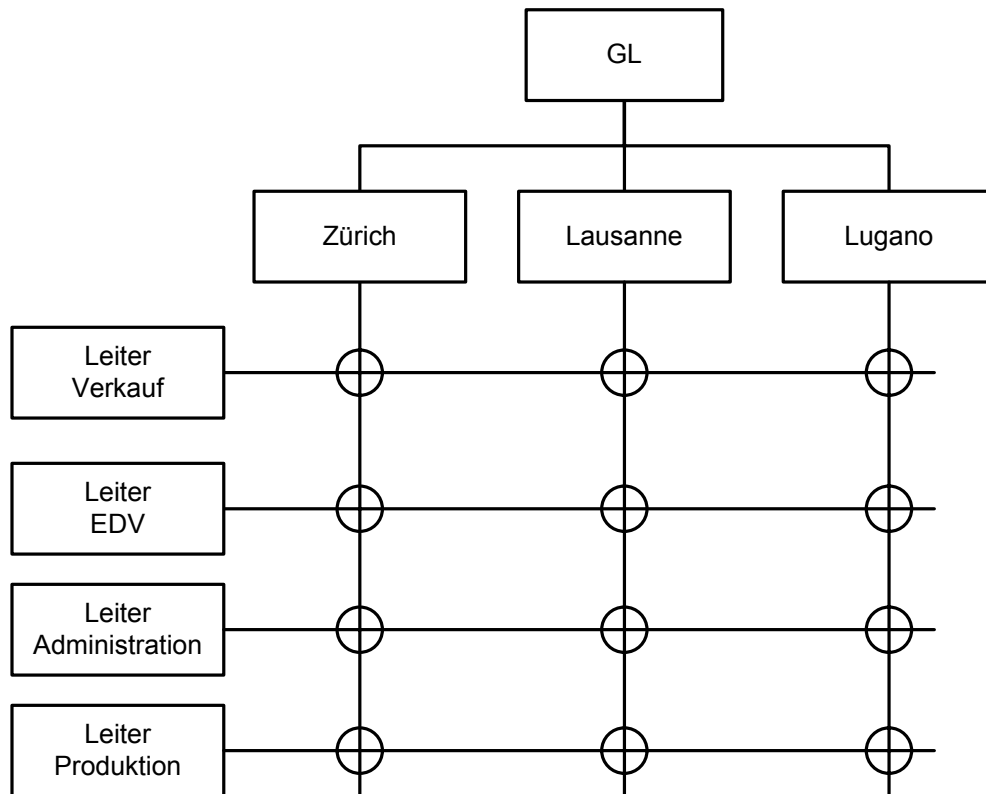 GL
Zürich
Lausanne
Lugano
Leiter
Verkauf
Leiter
EDV
Leiter
Administration
Leiter
Produktion